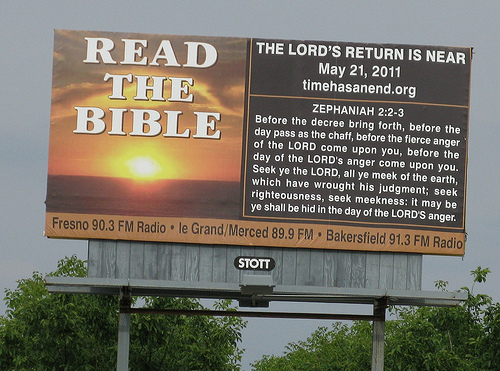 READ
THE
BIBLE
THE LORD'S RETURN IS NEAR
May 21, 2011
timehasanend.org
ZEPHANIAH 2:2-3
Before the decree bring forth, before the
day pass as the chaff, before the fierce anger
of the LORD come upon you, before the
day of the LORD's anger come upon you.
Seek ye the LORD, all ye meek of the earth,
which have wrought his judgment; seek
righteousness, seek meekness: it may be
ye shall be hid in the day of the LORD'S anger.
Fresno 90.3 FM Radio • le Grand/Merced 89.9 FM • Bakersfield 91.3 FM Radio
STOTT